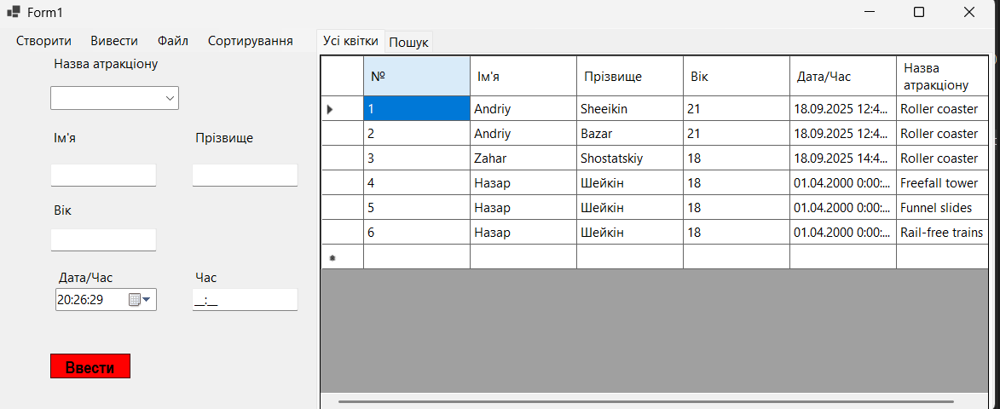 Form1
Створити Вивести Файл Сортирування
Усі квітки Пошук
Назва атракціону
Ім'я Прізвище
Вік
Дата/Час Час
20:26:29 __:__
Ввести
№ Ім'я Прізвище Вік Дата/Час Назва атракціону
1 Andriy Sheeikin 21 18.09.2025 12:4... Roller coaster
2 Andriy Bazar 21 18.09.2025 12:4... Roller coaster
3 Zahar Shostatskiy 18 18.09.2025 14:4... Roller coaster
4 Назар Шейкін 18 01.04.2000 0:00:... Freefall tower
5 Назар Шейкін 18 01.04.2000 0:00:... Funnel slides
6 Назар Шейкін 18 01.04.2000 0:00:... Rail-free trains